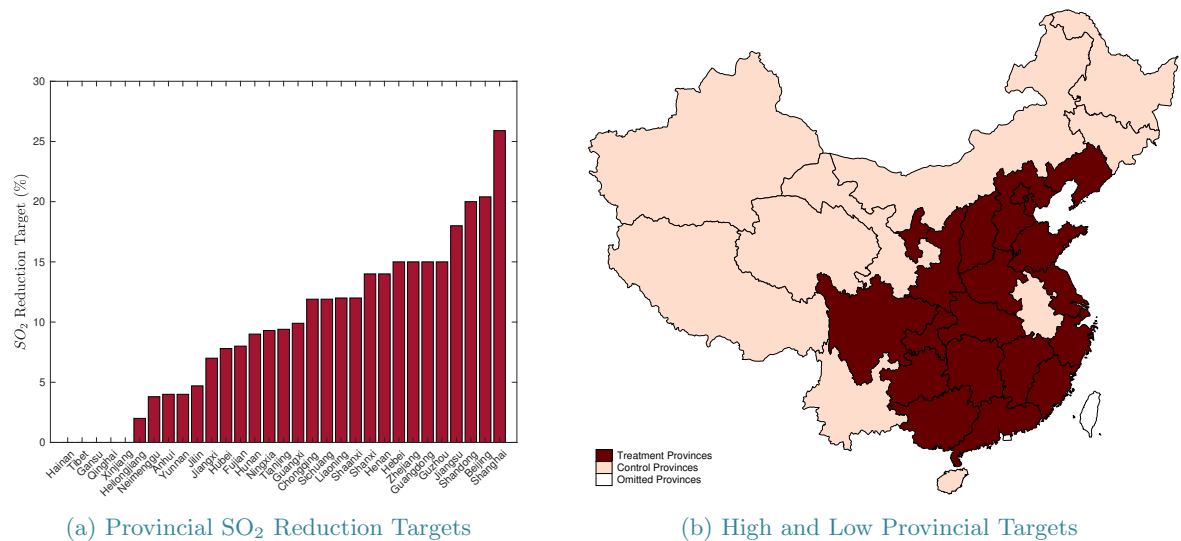 30
25
20
15
10
5
0
SO2 Reduction Target (%)
Hainan
Tibet
Gansu
Qinghai
Xinjiang
Heilongjiang
Neimenggu
Anhui
Yunnan
Jilin
Jiangxi
Hubei
Fujian
Hunan
Ningxia
Tianjing
Guangxi
Chongqing
Sichuang
Liaoning
Shaanxi
Shanxi
Henan
Hebei
Zhejiang
Guangdong
Guzhou
Jiangsu
Shandong
Beijing
Shanghai
(a) Provincial SO2 Reduction Targets
Treatment Provinces
Control Provinces
Omitted Provinces
(b) High and Low Provincial Targets